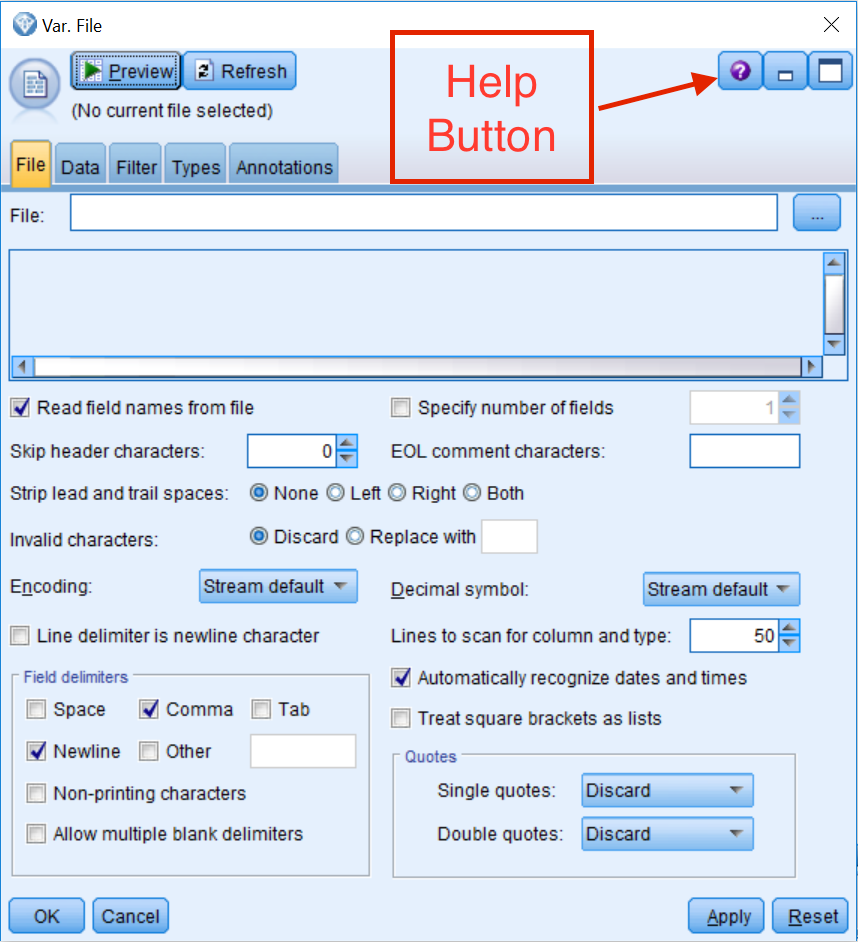 Var. File
Preview Refresh
(No current file selected)
Help
Button
?
File Data Filter Types Annotations
File: ...
Read field names from file Specify number of fields 1
Skip header characters: 0 EOL comment characters:
Strip lead and trail spaces: None Left Right Both
Invalid characters: Discard Replace with
Encoding: Stream default Decimal symbol: Stream default
Line delimiter is newline character Lines to scan for column and type: 50
Field delimiters Automatically recognize dates and times
Space Comma Tab Treat square brackets as lists
Newline Other Quotes
Non-printing characters Single quotes: Discard
Allow multiple blank delimiters Double quotes: Discard
OK Cancel Apply Reset